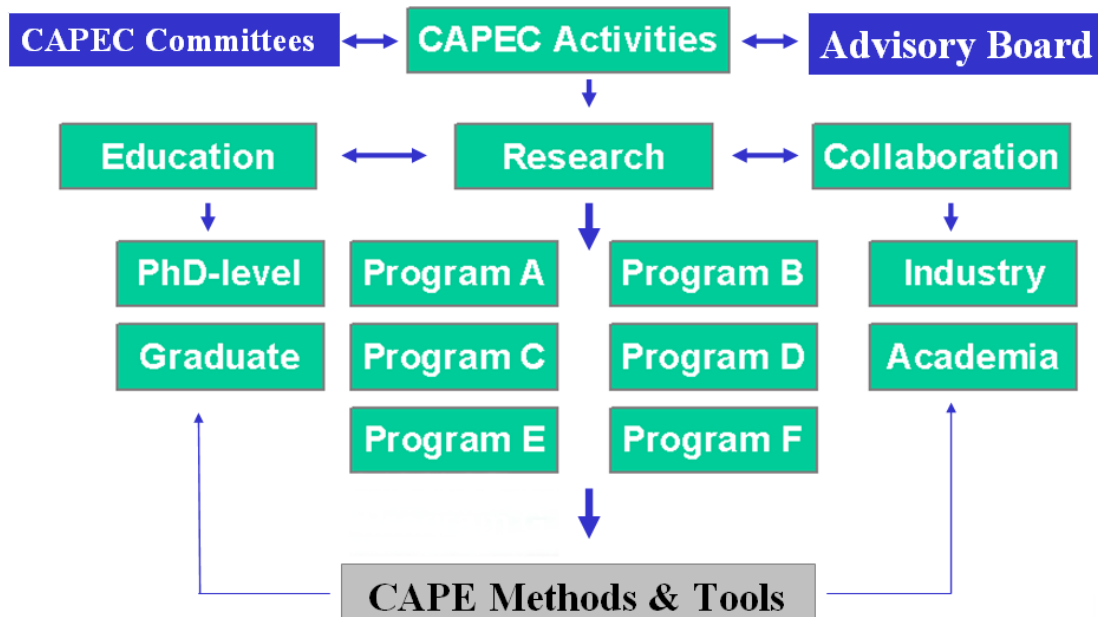 CAPEC Committees
CAPEC Activities
Advisory Board
Education
Research
Collaboration
PhD-level
Program A
Program B
Industry
Graduate
Program C
Program D
Academia
Program E
Program F
CAPE Methods & Tools